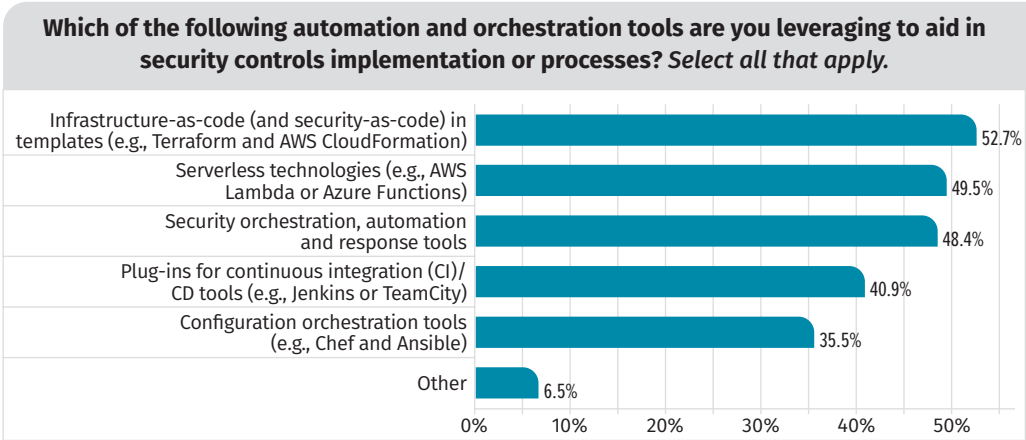 Which of the following automation and orchestration tools are you leveraging to aid in
security controls implementation or processes? Select all that apply.
Infrastructure-as-code (and security-as-code) in
templates (e.g., Terraform and AWS CloudFormation)
52.7%
Serverless technologies (e.g., AWS
Lambda or Azure Functions)
49.5%
Security orchestration, automation
and response tools
48.4%
Plug-ins for continuous integration (CI)/
CD tools (e.g., Jenkins or TeamCity)
40.9%
Configuration orchestration tools
(e.g., Chef and Ansible)
35.5%
Other
6.5%
0% 10% 20% 30% 40% 50%